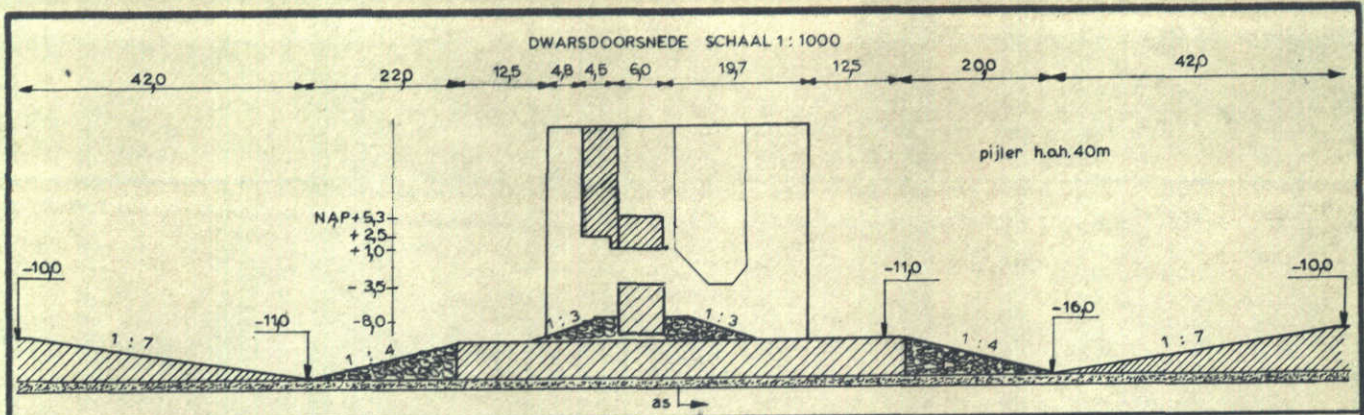 DWARSDOORSNEDE SCHAAL 1 : 1000
42,0 22,0 12,5 4,8 4,5 6,0 19,7 12,5 20,0 42,0
pijler h.o.h. 40m
NAP+5,3
+2,5
+1,0
-3,5
-8,0
-10,0
-11,0
-11,0
-16,0
-10,0
1 : 7
1 : 4
1 : 3
1 : 3
1 : 4
1 : 7
as